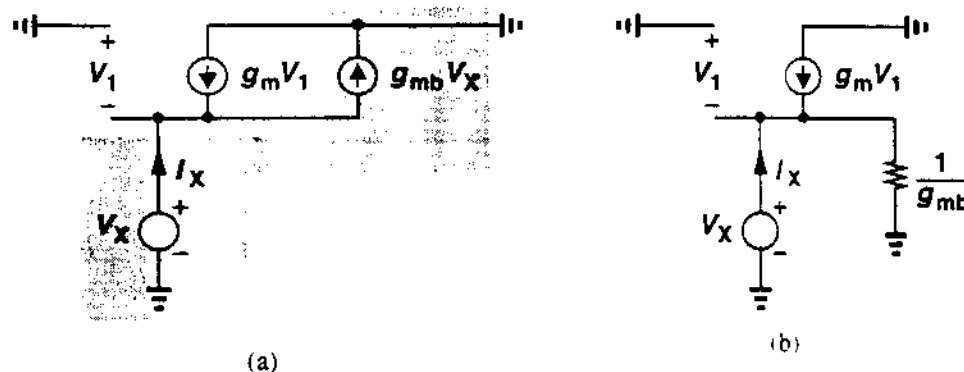 +
V1
−
gmV1
gmbVX
IX
VX
+
−
(a)
+
V1
−
gmV1
IX
VX
+
−
1
gmb
(b)